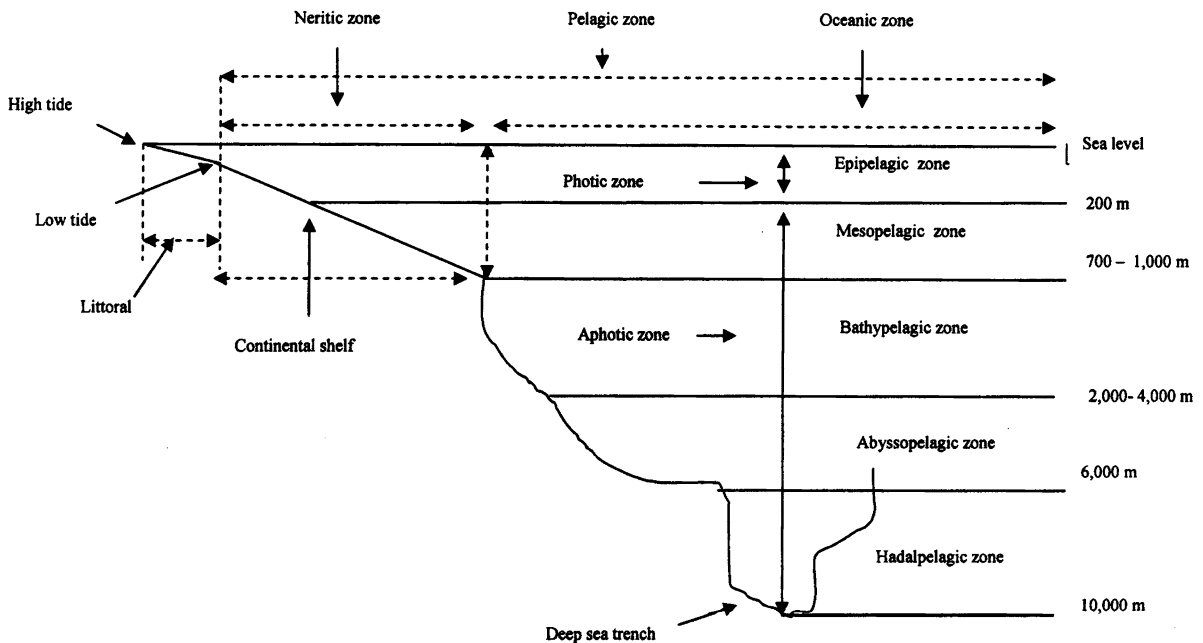 Neritic zone
Pelagic zone
Oceanic zone
High tide
Sea level
Epipelagic zone
Photic zone
Low tide
200 m
Mesopelagic zone
700 – 1,000 m
Littoral
Continental shelf
Aphotic zone
Bathypelagic zone
2,000- 4,000 m
Abyssopelagic zone
6,000 m
Hadalpelagic zone
10,000 m
Deep sea trench